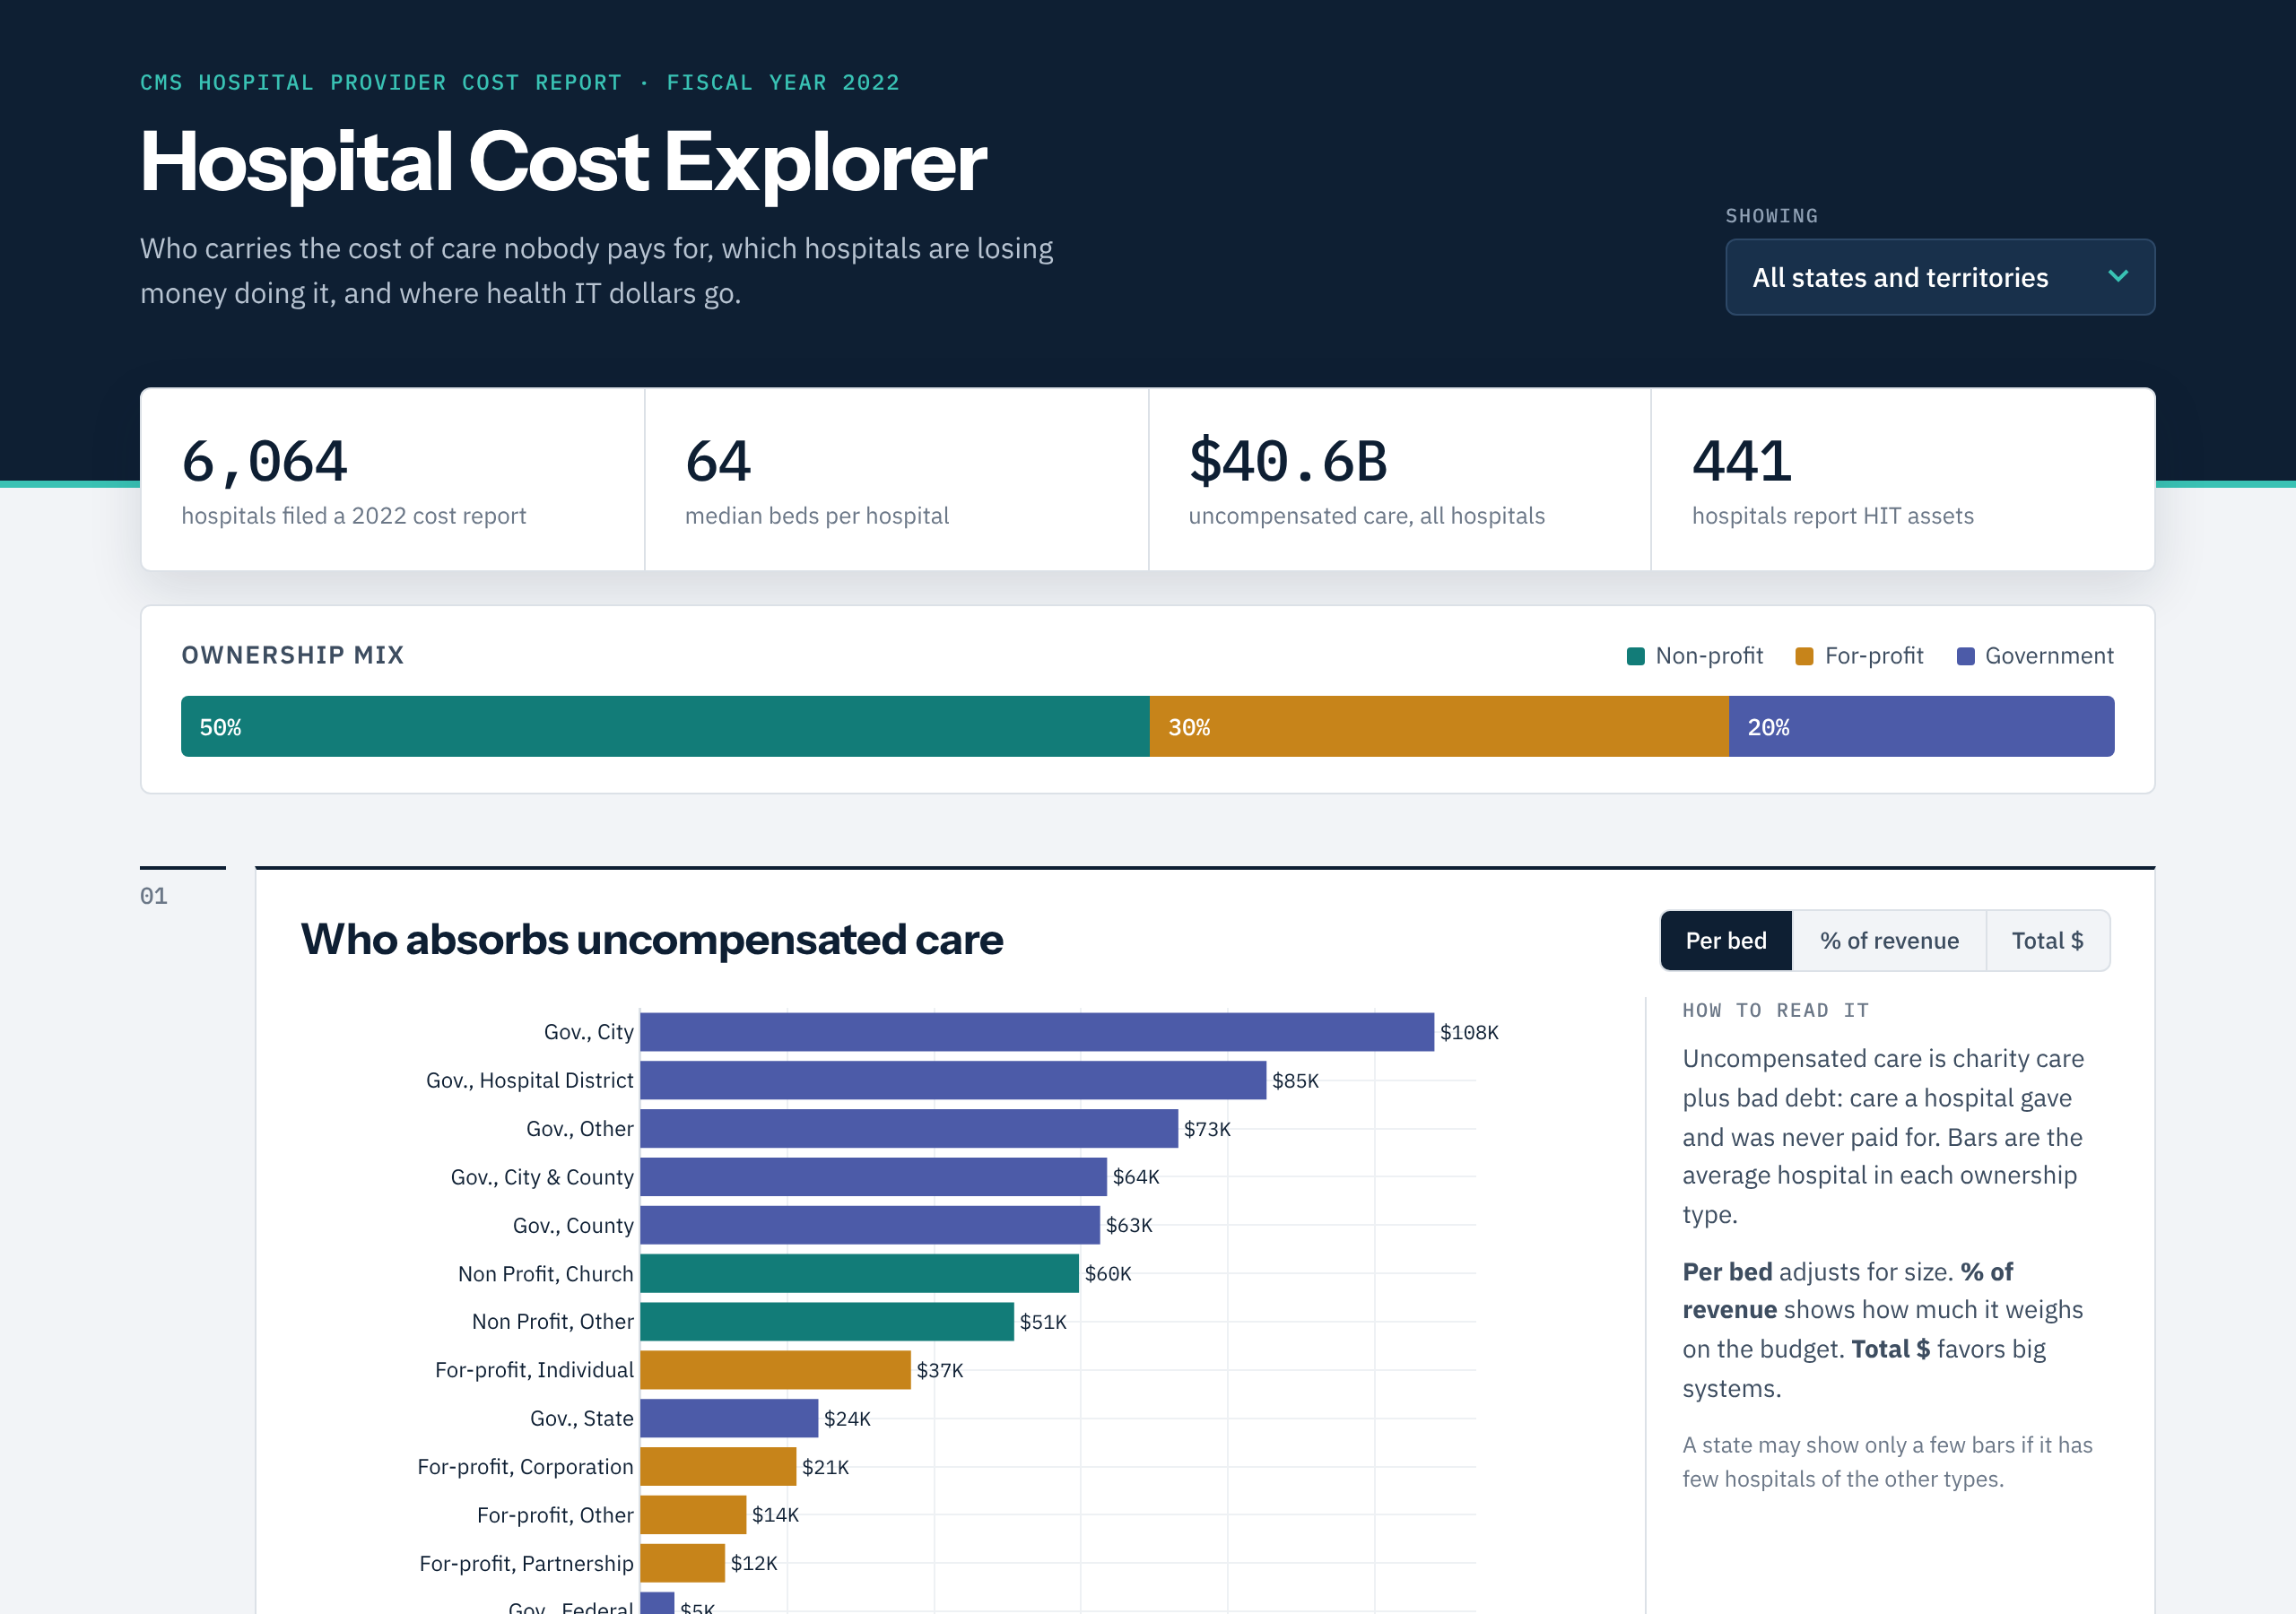 CMS HOSPITAL PROVIDER COST REPORT · FISCAL YEAR 2022
Hospital Cost Explorer
Who carries the cost of care nobody pays for, which hospitals are losing
money doing it, and where health IT dollars go.
SHOWING
All states and territories
6,064
hospitals filed a 2022 cost report
64
median beds per hospital
$40.6B
uncompensated care, all hospitals
441
hospitals report HIT assets
OWNERSHIP MIX
Non-profit
For-profit
Government
50%
30%
20%
01
Who absorbs uncompensated care
Per bed
% of revenue
Total $
Gov., City $108K
Gov., Hospital District $85K
Gov., Other $73K
Gov., City & County $64K
Gov., County $63K
Non Profit, Church $60K
Non Profit, Other $51K
For-profit, Individual $37K
Gov., State $24K
For-profit, Corporation $21K
For-profit, Other $14K
For-profit, Partnership $12K
Gov., Federal $5K
HOW TO READ IT
Uncompensated care is charity care
plus bad debt: care a hospital gave
and was never paid for. Bars are the
average hospital in each ownership
type.
Per bed adjusts for size. % of
revenue shows how much it weighs
on the budget. Total $ favors big
systems.
A state may show only a few bars if it has
few hospitals of the other types.